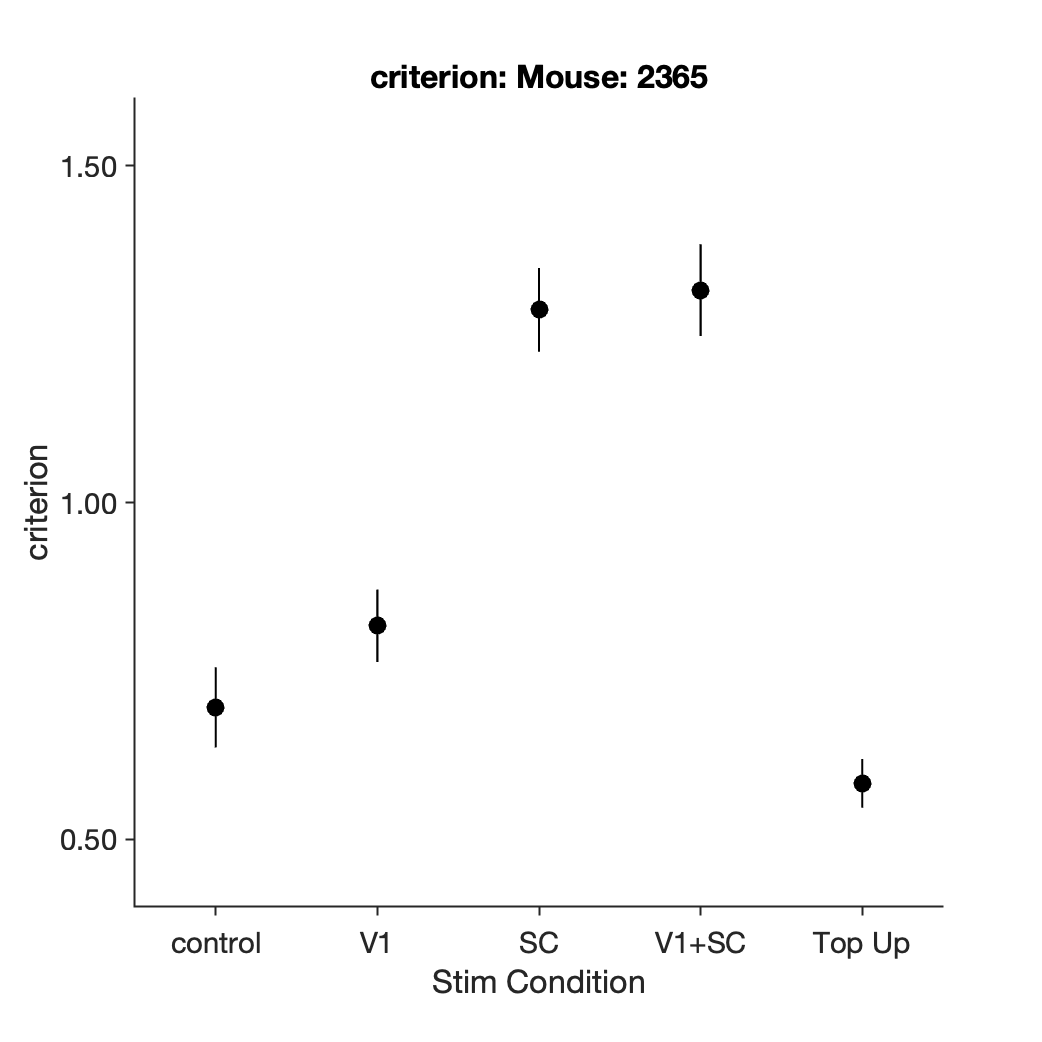 criterion: Mouse: 2365
1.50
1.00
0.50
criterion
control
V1
SC
V1+SC
Top Up
Stim Condition